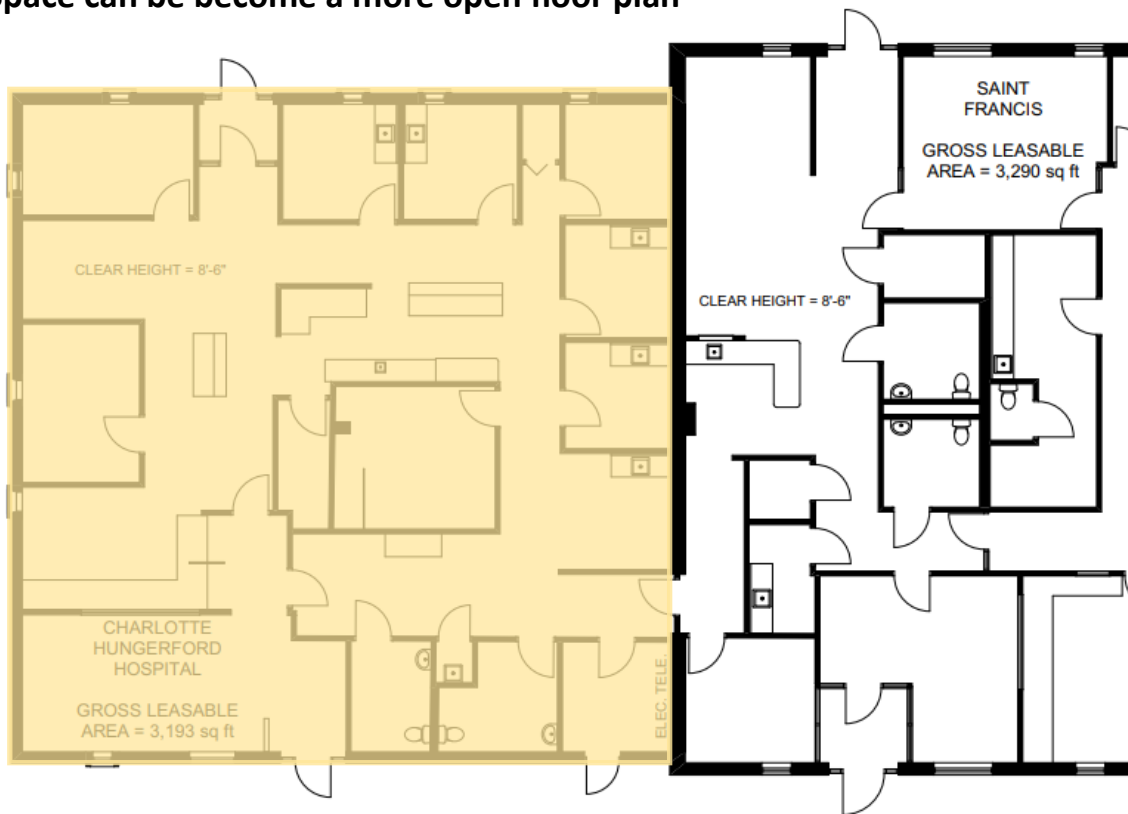 space can be become a more open floor plan
SAINT
FRANCIS
GROSS LEASABLE
AREA = 3,290 sq ft
CLEAR HEIGHT = 8'-6"
CLEAR HEIGHT = 8'-6"
CHARLOTTE
HUNGERFORD
HOSPITAL
GROSS LEASABLE
AREA = 3,193 sq ft
ELEC. TELE.